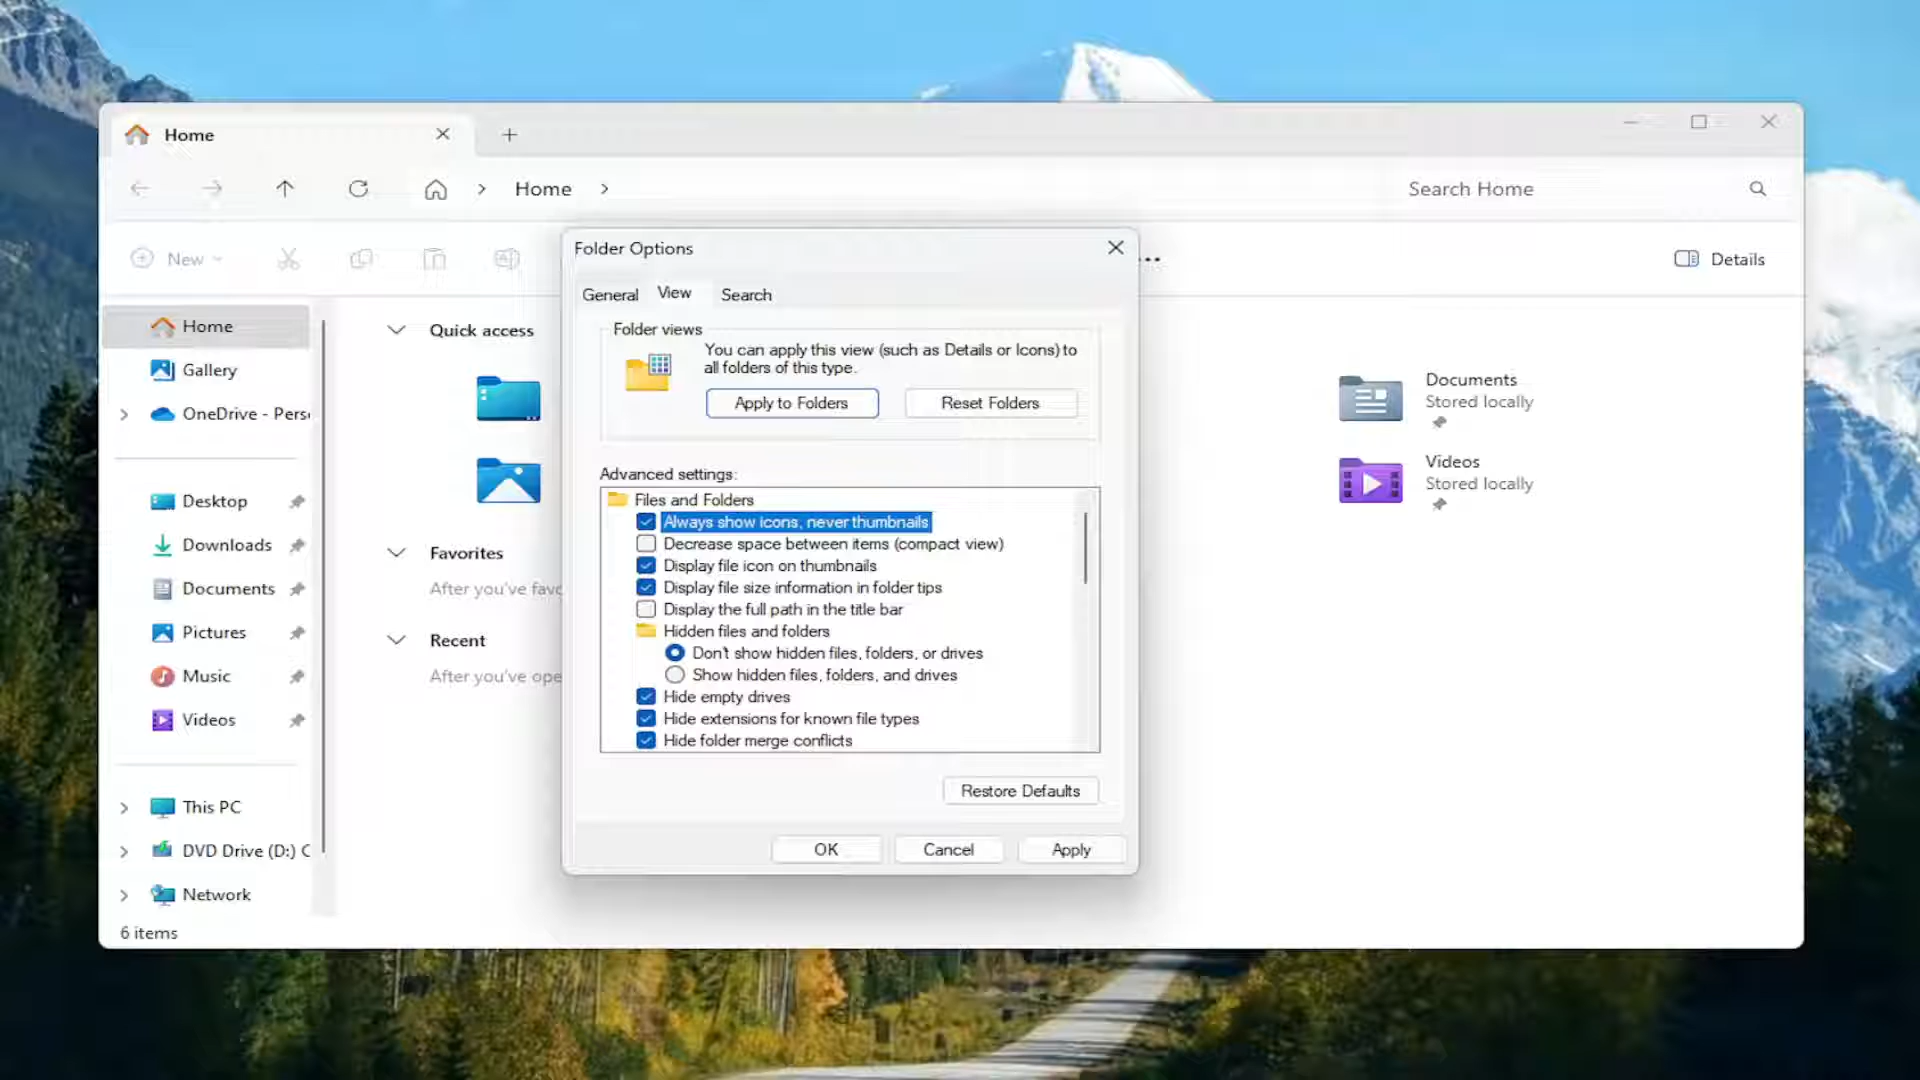 Home
Home
Search Home
New
Details
Home
Gallery
OneDrive - Pers
Desktop
Downloads
Documents
Pictures
Music
Videos
This PC
DVD Drive (D:) C
Network
6 items
Quick access
Favorites
After you've favo
Recent
After you've ope
Documents
Stored locally
Videos
Stored locally
Folder Options
General
View
Search
Folder views
You can apply this view (such as Details or Icons) to
all folders of this type.
Apply to Folders
Reset Folders
Advanced settings:
Files and Folders
Always show icons, never thumbnails
Decrease space between items (compact view)
Display file icon on thumbnails
Display file size information in folder tips
Display the full path in the title bar
Hidden files and folders
Don't show hidden files, folders, or drives
Show hidden files, folders, and drives
Hide empty drives
Hide extensions for known file types
Hide folder merge conflicts
Restore Defaults
OK
Cancel
Apply